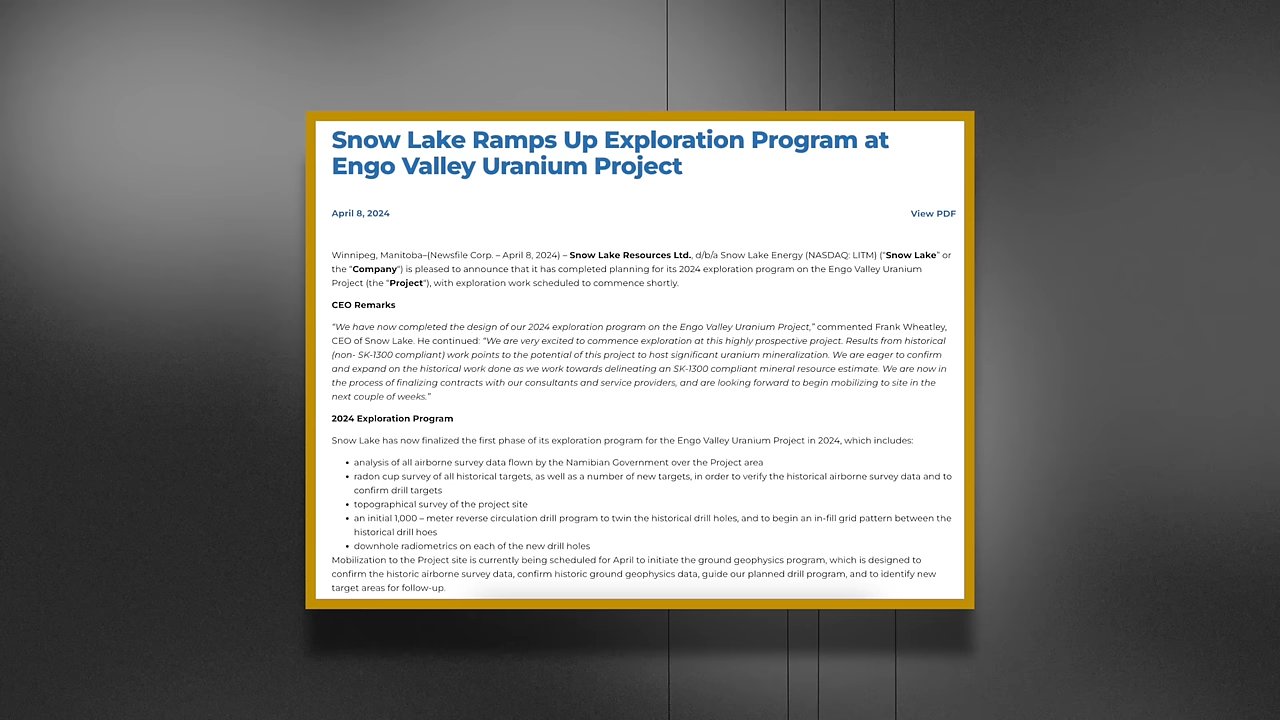 Snow Lake Ramps Up Exploration Program at
Engo Valley Uranium Project
April 8, 2024
View PDF
Winnipeg, Manitoba–(Newsfile Corp. – April 8, 2024) – Snow Lake Resources Ltd., d/b/a Snow Lake Energy (NASDAQ: LITM) (“Snow Lake” or
the “Company”) is pleased to announce that it has completed planning for its 2024 exploration program on the Engo Valley Uranium
Project (the “Project”), with exploration work scheduled to commence shortly.
CEO Remarks
“We have now completed the design of our 2024 exploration program on the Engo Valley Uranium Project,” commented Frank Wheatley,
CEO of Snow Lake. He continued: “We are very excited to commence exploration at this highly prospective project. Results from historical
(non- SK-1300 compliant) work points to the potential of this project to host significant uranium mineralization. We are eager to confirm
and expand on the historical work done as we work towards delineating an SK-1300 compliant mineral resource estimate. We are now in
the process of finalizing contracts with our consultants and service providers, and are looking forward to begin mobilizing to site in the
next couple of weeks.”
2024 Exploration Program
Snow Lake has now finalized the first phase of its exploration program for the Engo Valley Uranium Project in 2024, which includes:
• analysis of all airborne survey data flown by the Namibian Government over the Project area
• radon cup survey of all historical targets, as well as a number of new targets, in order to verify the historical airborne survey data and to
confirm drill targets
• topographical survey of the project site
• an initial 1,000 – meter reverse circulation drill program to twin the historical drill holes, and to begin an in-fill grid pattern between the
historical drill hoes
• downhole radiometrics on each of the new drill holes
Mobilization to the Project site is currently being scheduled for April to initiate the ground geophysics program, which is designed to
confirm the historic airborne survey data, confirm historic ground geophysics data, guide our planned drill program, and to identify new
target areas for follow-up.